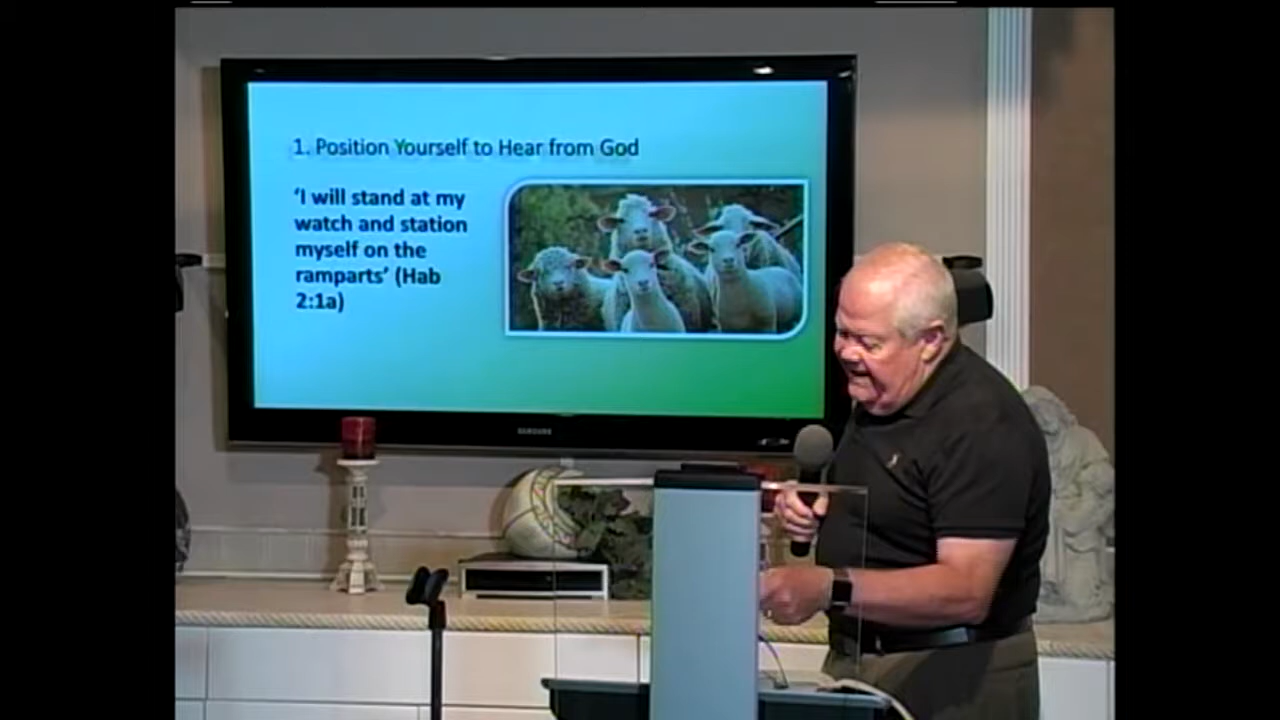 1. Position Yourself to Hear from God
‘I will stand at my
watch and station
myself on the
ramparts’ (Hab
2:1a)
SAMSUNG